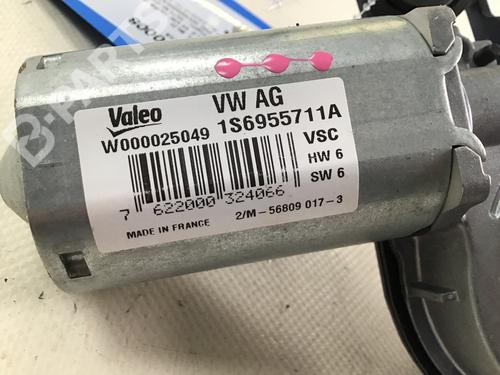 B-PARTS
Valeo
VW AG
W000025049
1S6955711A
VSC
HW 6
SW 6
7 622000 324066
2/M-56809 017-3
MADE IN FRANCE